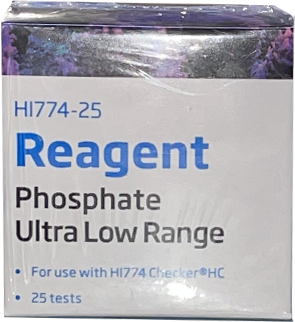 HI774-25
Reagent
Phosphate
Ultra Low Range
• For use with HI774 Checker®HC
• 25 tests